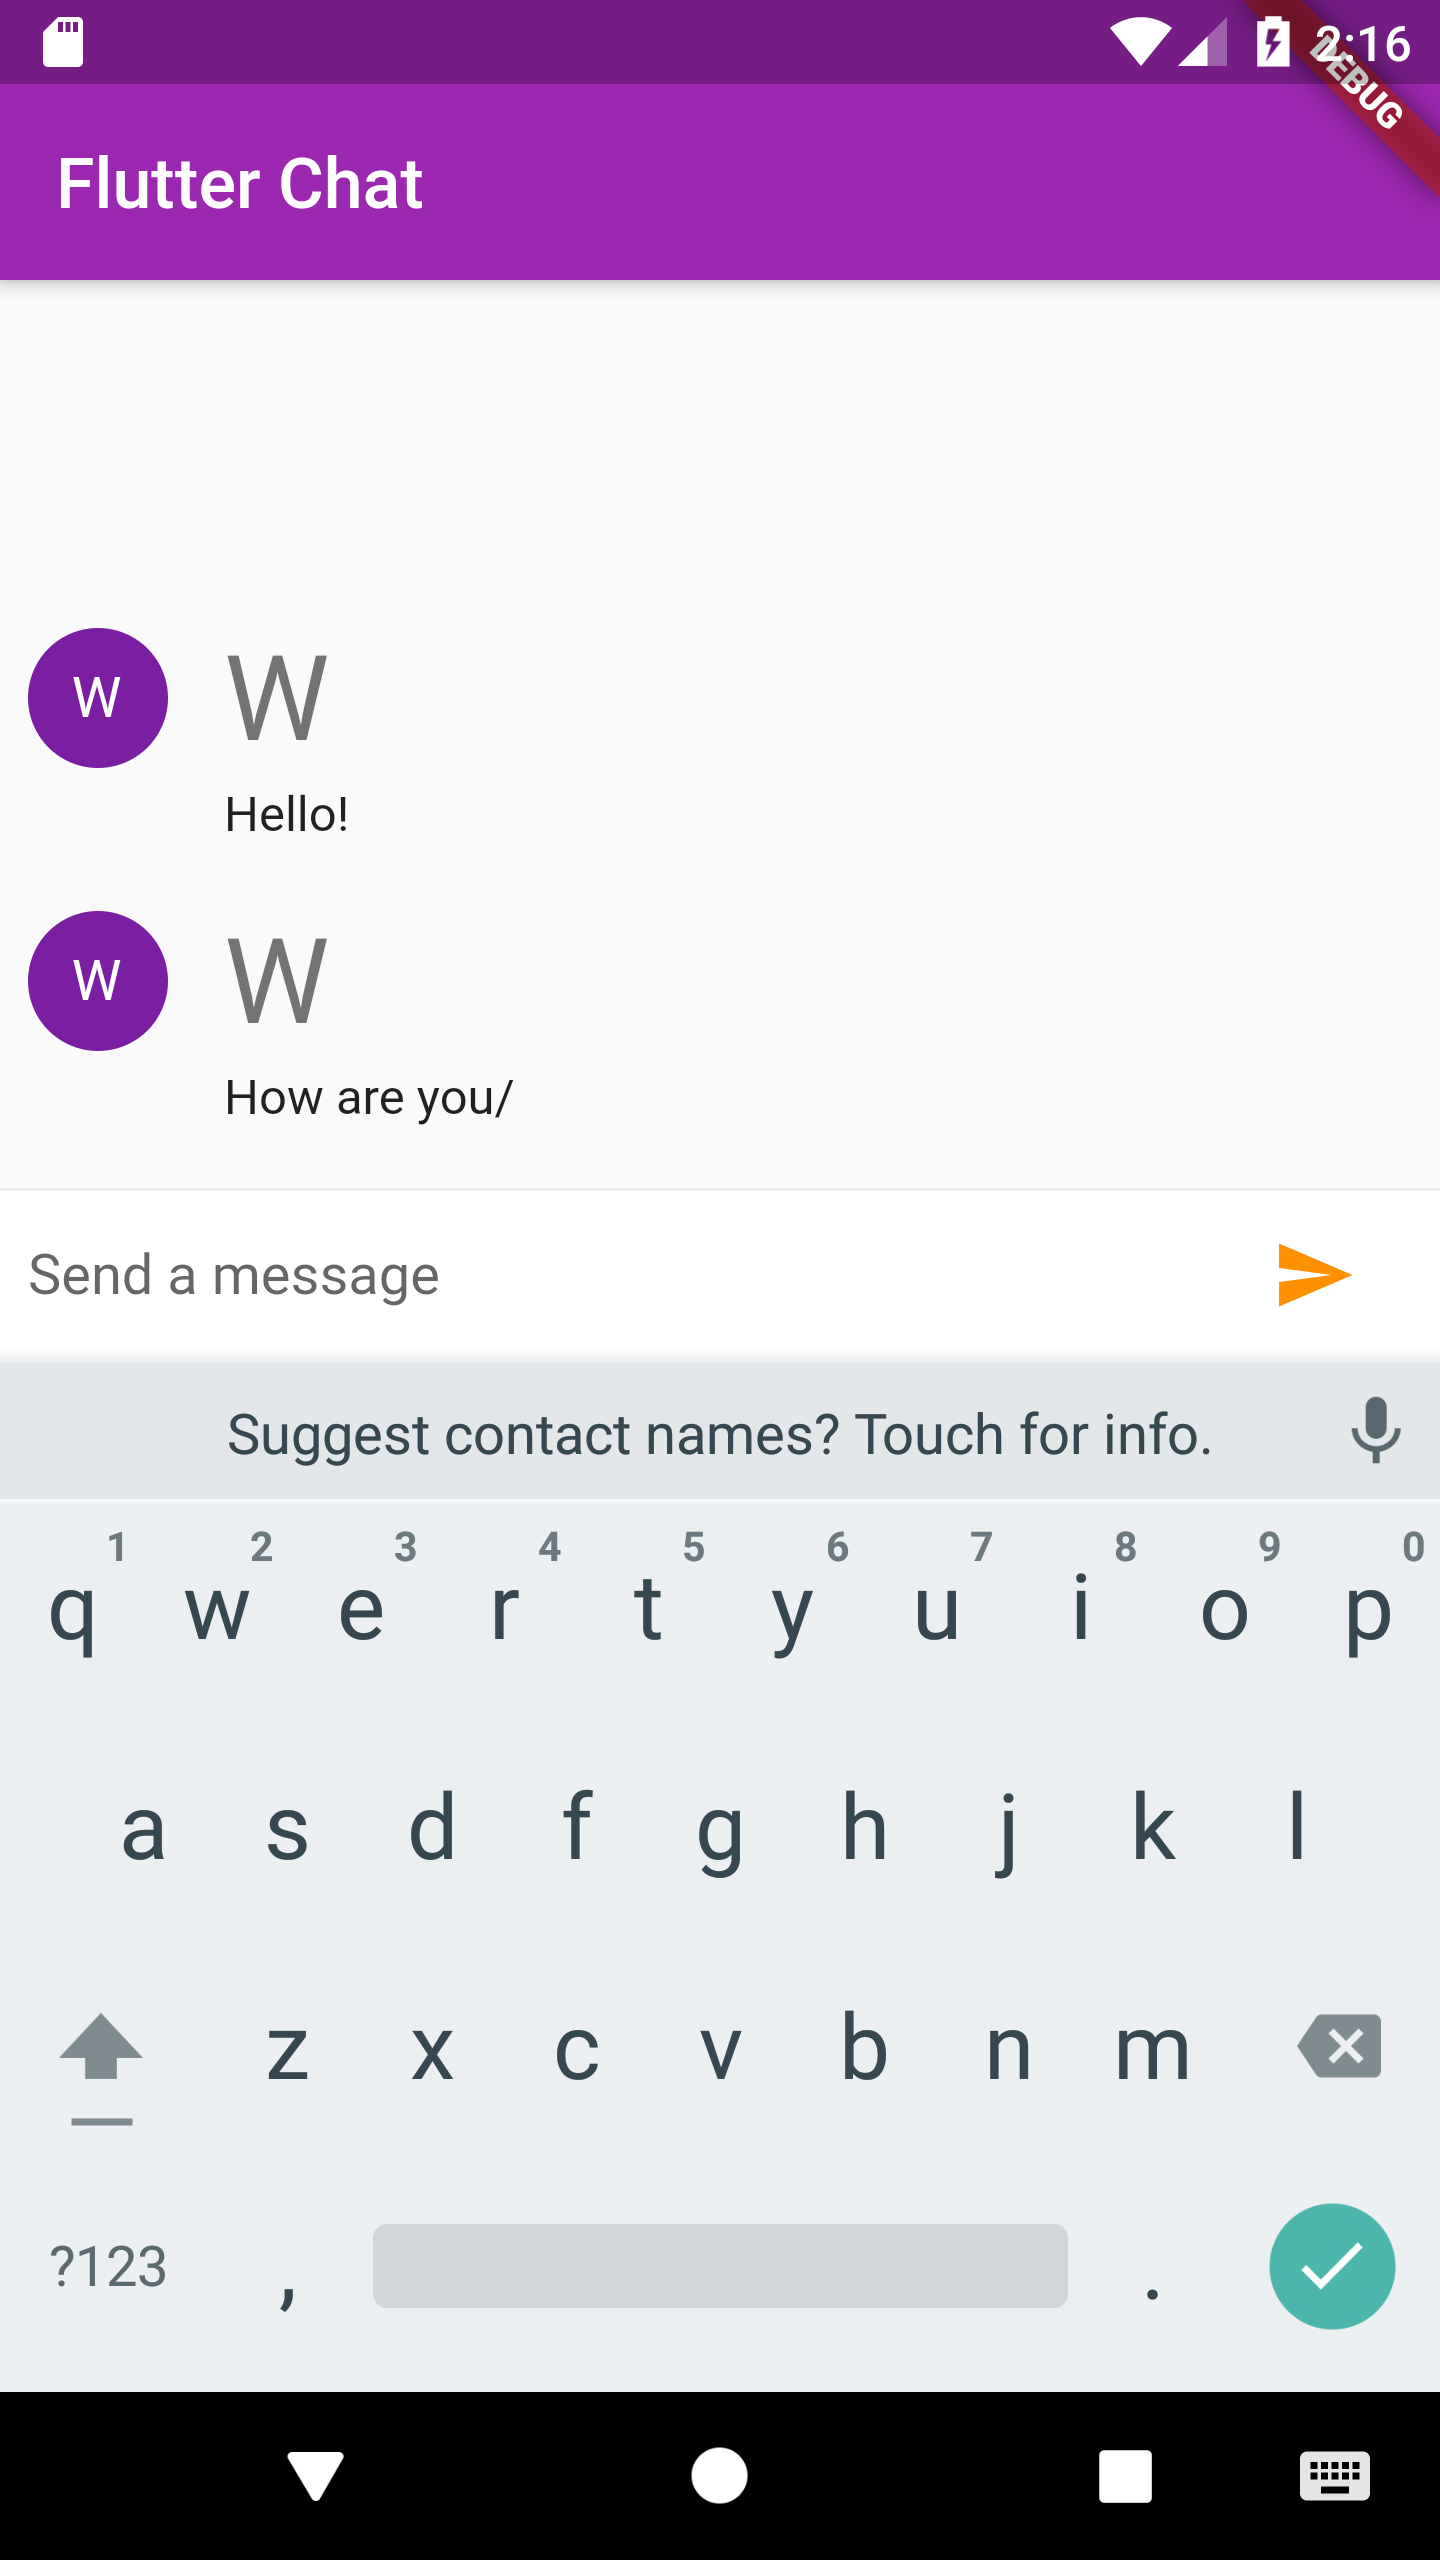 2:16
DEBUG
Flutter Chat
W W
Hello!
W W
How are you/
Send a message
Suggest contact names? Touch for info.
1 2 3 4 5 6 7 8 9 0
q w e r t y u i o p
a s d f g h j k l
z x c v b n m
?123 , .